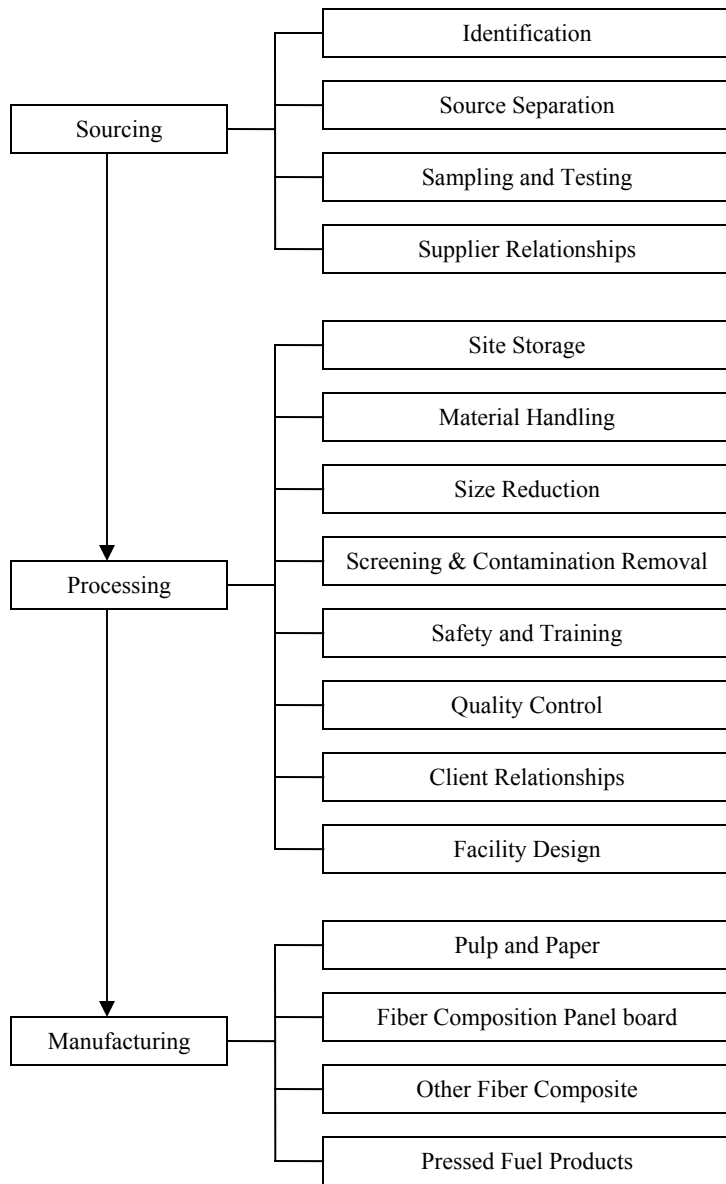 Sourcing
Identification
Source Separation
Sampling and Testing
Supplier Relationships
Processing
Site Storage
Material Handling
Size Reduction
Screening & Contamination Removal
Safety and Training
Quality Control
Client Relationships
Facility Design
Manufacturing
Pulp and Paper
Fiber Composition Panel board
Other Fiber Composite
Pressed Fuel Products